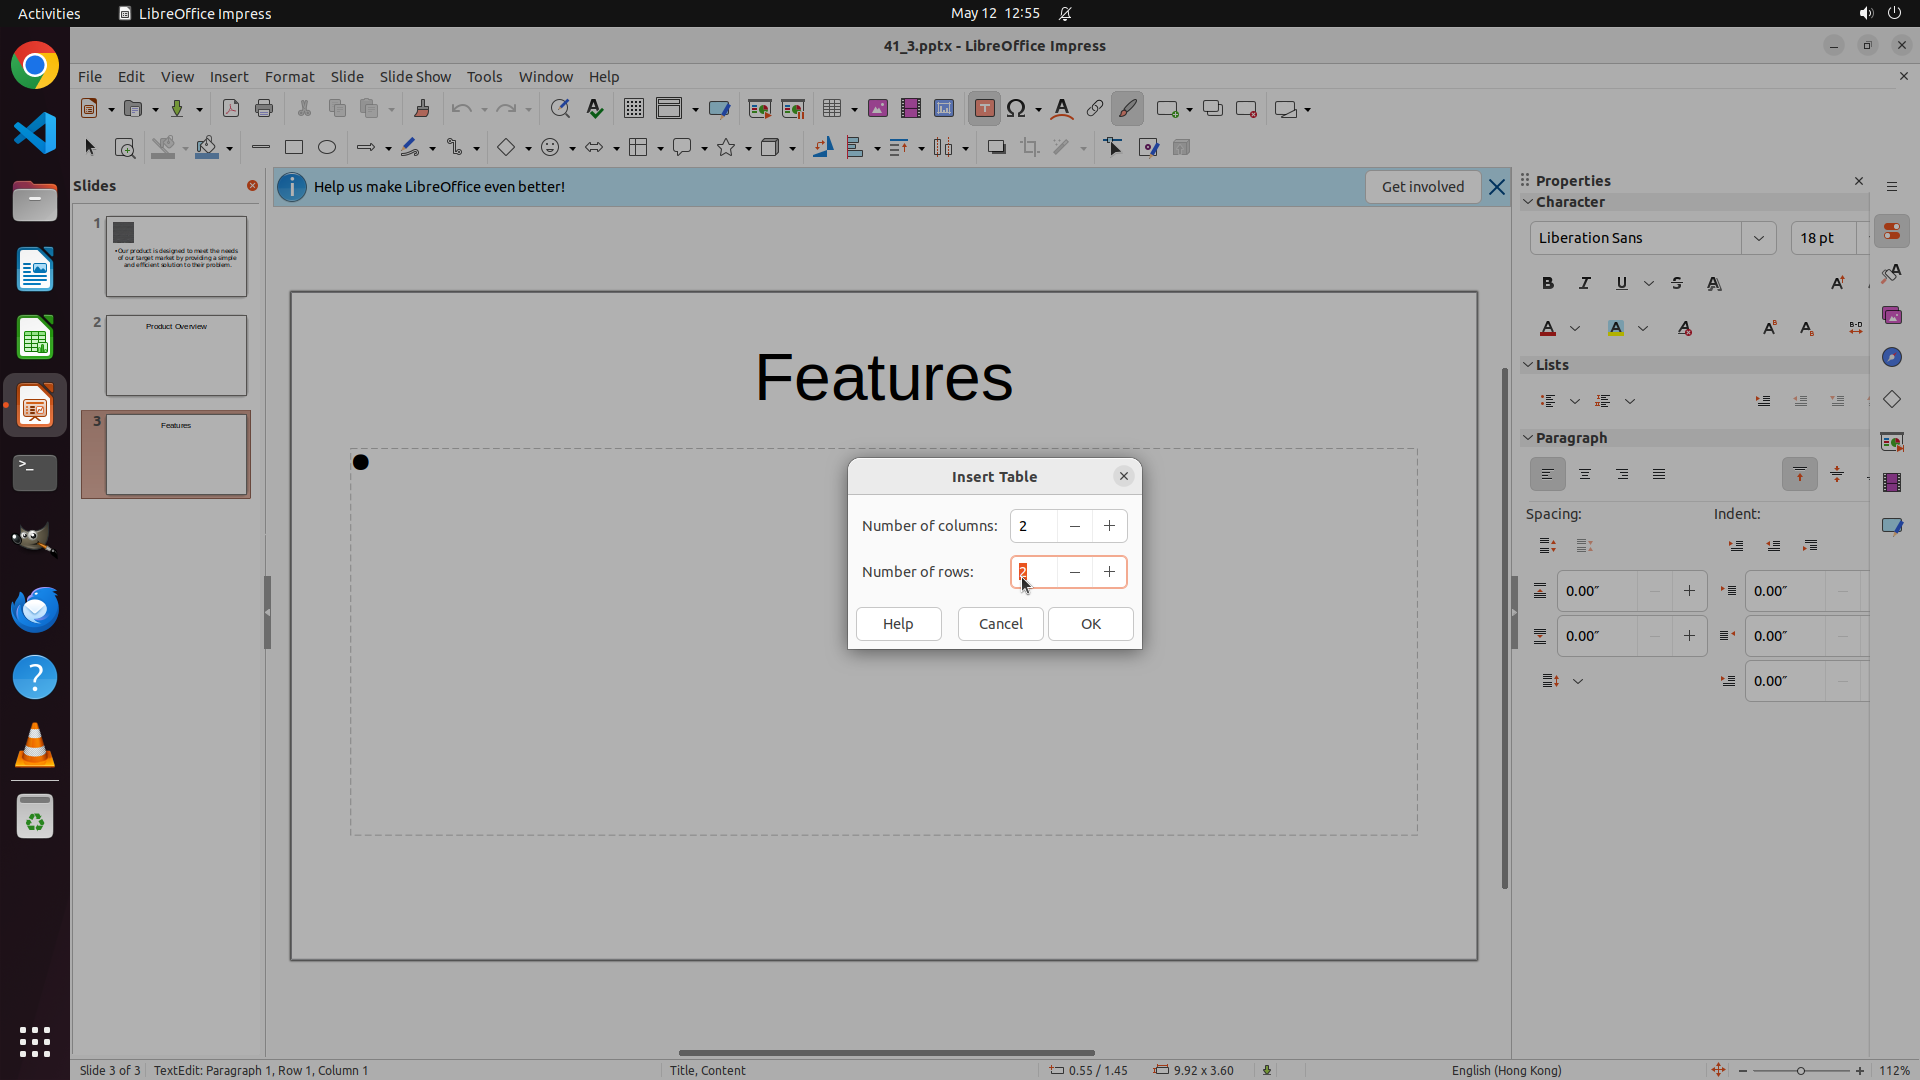 Activities
LibreOffice Impress
May 12 12:55
41_3.pptx - LibreOffice Impress
File Edit View Insert Format Slide Slide Show Tools Window Help
Slides
Help us make LibreOffice even better!
Get involved
Properties
Character
Liberation Sans
18 pt
Lists
Paragraph
Spacing:
Indent:
0.00″
0.00″
0.00″
0.00″
0.00″
1
•Our product is designed to meet the needs
of our target market by providing a simple
and efficient solution to their problem.
2
Product Overview
3
Features
Features
Insert Table
Number of columns: 2
Number of rows: 2
Help
Cancel
OK
Slide 3 of 3
TextEdit: Paragraph 1, Row 1, Column 1
Title, Content
0.55 / 1.45
9.92 x 3.60
English (Hong Kong)
112%